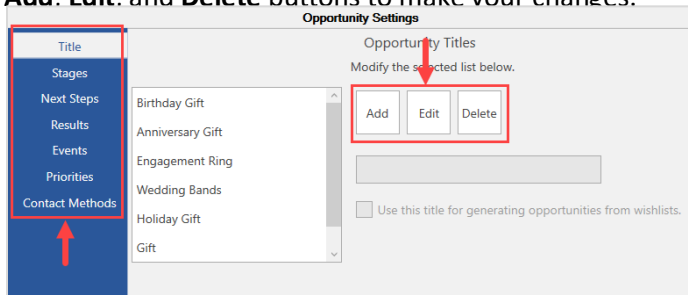 Add, Edit, and Delete buttons to make your changes.
Opportunity Settings
Title
Stages
Next Steps
Results
Events
Priorities
Contact Methods
Opportunity Titles
Modify the selected list below.
Birthday Gift
Anniversary Gift
Engagement Ring
Wedding Bands
Holiday Gift
Gift
Add Edit Delete
Use this title for generating opportunities from wishlists.